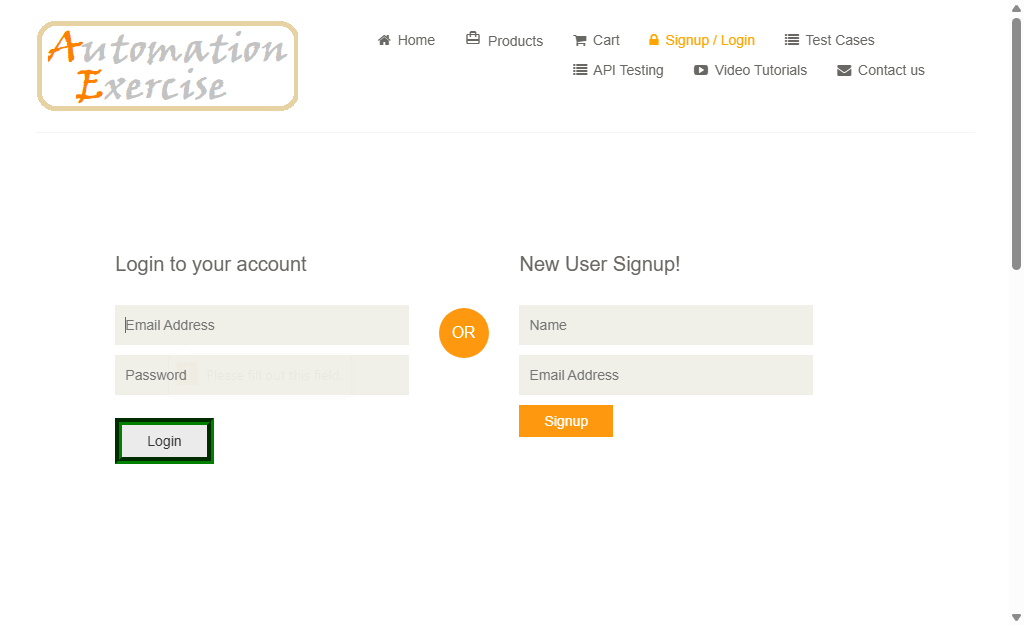 Automation
Exercise
Home
Products
Cart
Signup / Login
Test Cases
API Testing
Video Tutorials
Contact us
Login to your account
New User Signup!
Email Address
OR
Name
Password
Please fill out this field.
Email Address
Login
Signup